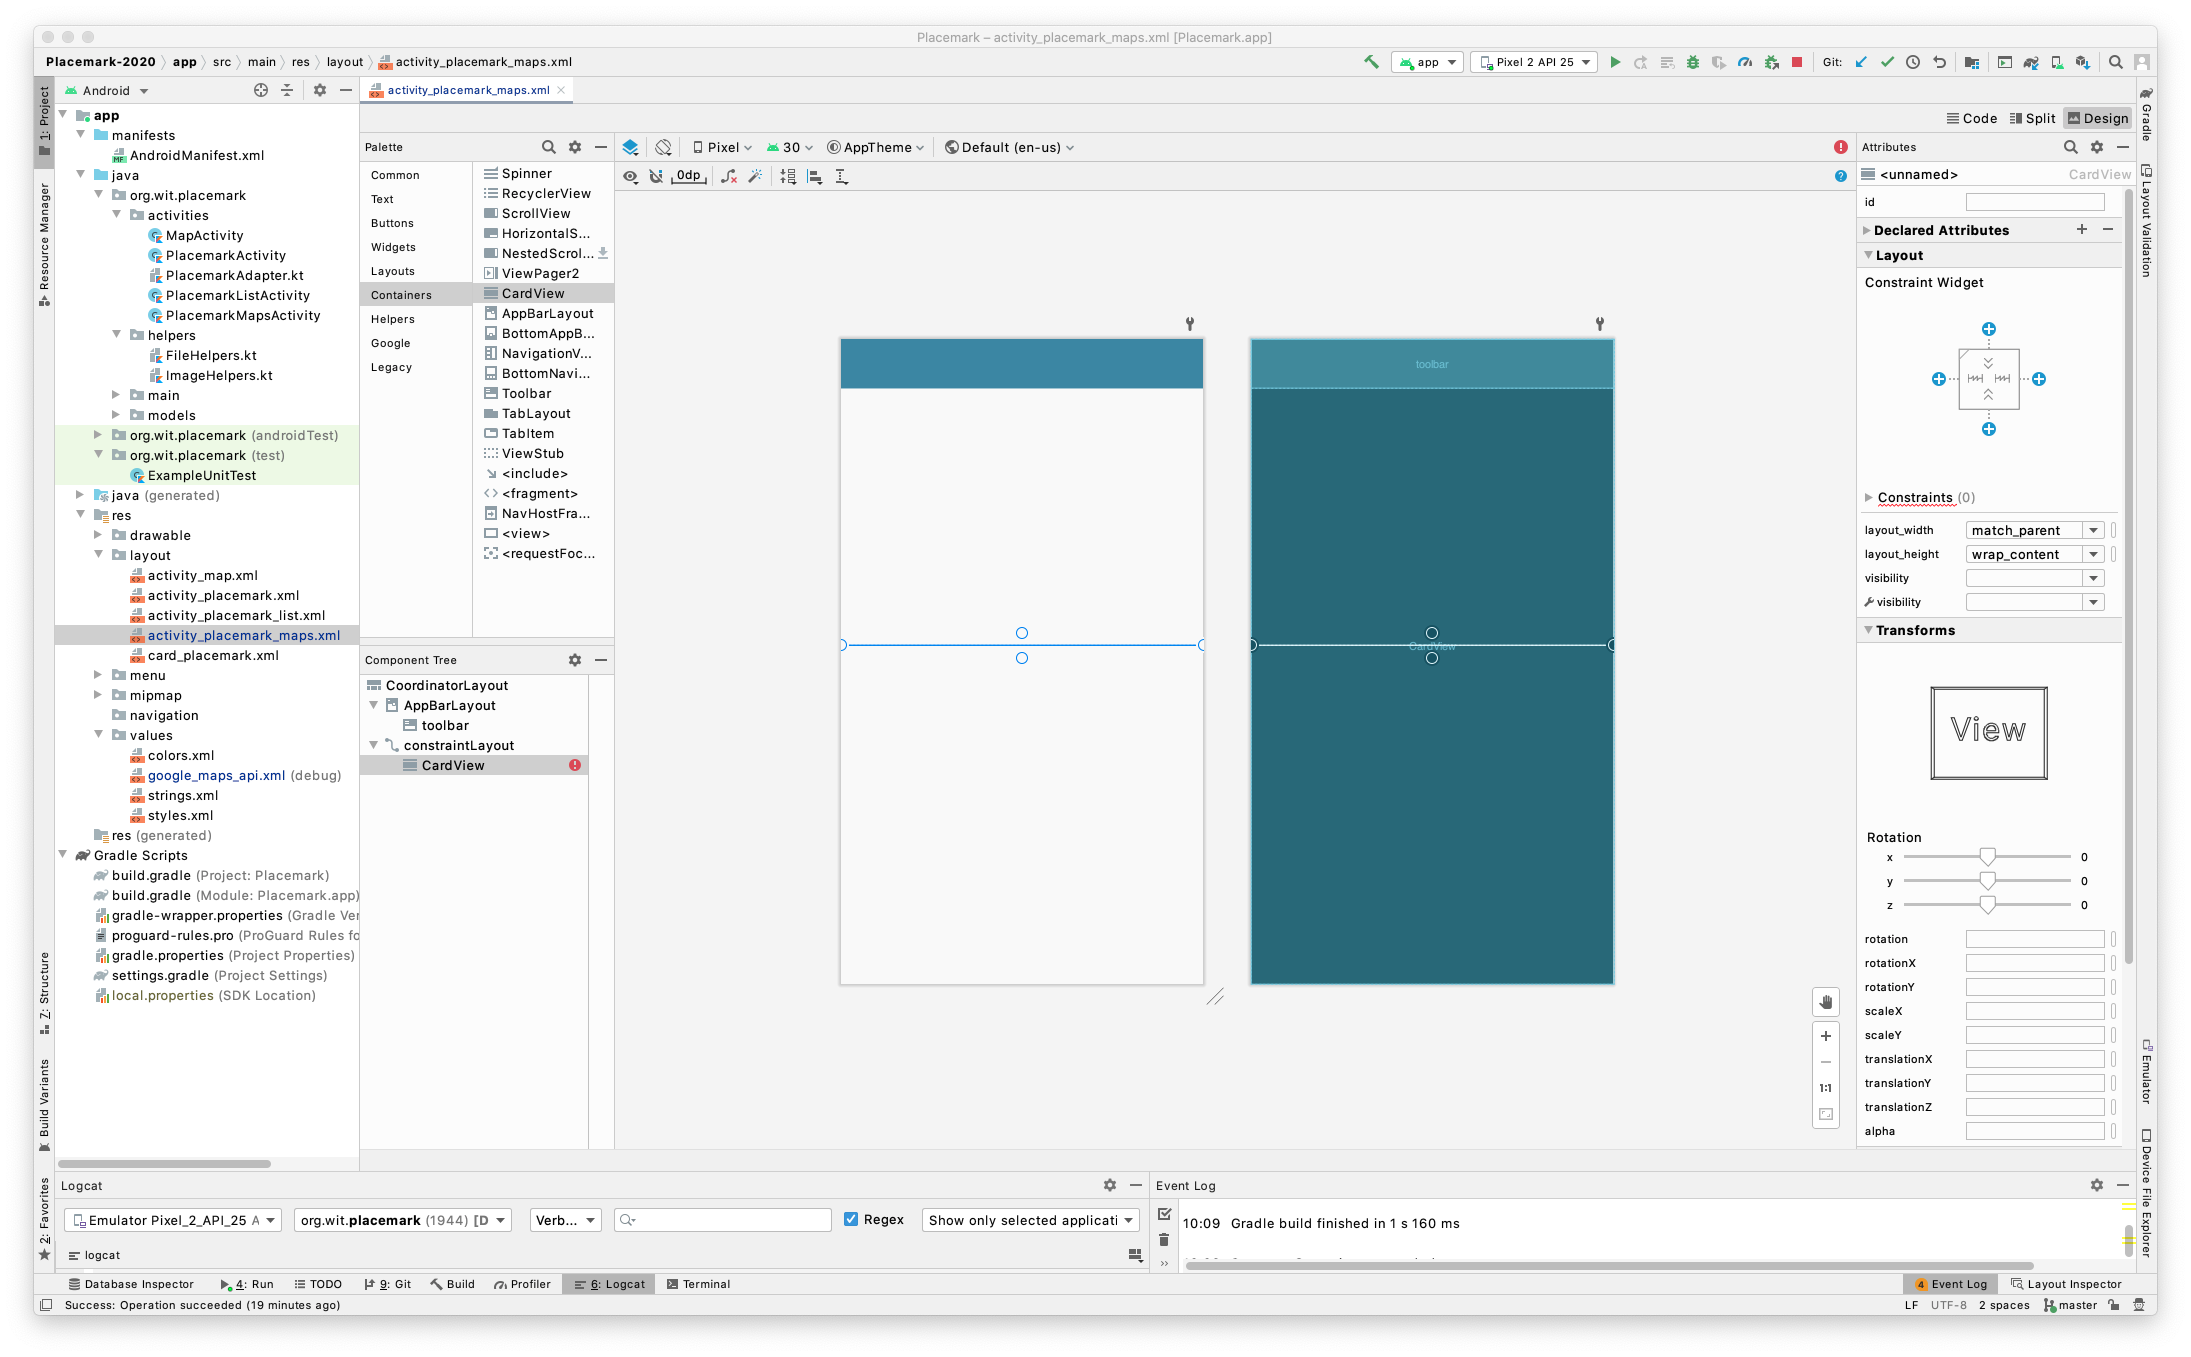 Placemark – activity_placemark_maps.xml [Placemark.app]
Placemark-2020 app src main res layout activity_placemark_maps.xml
app Pixel 2 API 25 Git:
Android
activity_placemark_maps.xml
Code Split Design
1: Project
Resource Manager
Z: Structure
Build Variants
2: Favorites
app
manifests
AndroidManifest.xml
java
org.wit.placemark
activities
MapActivity
PlacemarkActivity
PlacemarkAdapter.kt
PlacemarkListActivity
PlacemarkMapsActivity
helpers
FileHelpers.kt
ImageHelpers.kt
main
models
org.wit.placemark (androidTest)
org.wit.placemark (test)
ExampleUnitTest
java (generated)
res
drawable
layout
activity_map.xml
activity_placemark.xml
activity_placemark_list.xml
activity_placemark_maps.xml
card_placemark.xml
menu
mipmap
navigation
values
colors.xml
google_maps_api.xml (debug)
strings.xml
styles.xml
res (generated)
Gradle Scripts
build.gradle (Project: Placemark)
build.gradle (Module: Placemark.app)
gradle-wrapper.properties (Gradle Ver
proguard-rules.pro (ProGuard Rules fo
gradle.properties (Project Properties)
settings.gradle (Project Settings)
local.properties (SDK Location)
Palette
Common
Text
Buttons
Widgets
Layouts
Containers
Helpers
Google
Legacy
Spinner
RecyclerView
ScrollView
HorizontalS...
NestedScrol...
ViewPager2
CardView
AppBarLayout
BottomAppB...
NavigationV...
BottomNavi...
Toolbar
TabLayout
TabItem
ViewStub
<include>
<fragment>
NavHostFra...
<view>
<requestFoc...
Component Tree
CoordinatorLayout
AppBarLayout
toolbar
constraintLayout
CardView
Pixel 30 AppTheme Default (en-us)
0dp
toolbar
CardView
1:1
Attributes
<unnamed> CardView
id
Declared Attributes
Layout
Constraint Widget
Constraints (0)
layout_width match_parent
layout_height wrap_content
visibility
visibility
Transforms
View
Rotation
x 0
y 0
z 0
rotation
rotationX
rotationY
scaleX
scaleY
translationX
translationY
translationZ
alpha
Gradle
Layout Validation
Emulator
Device File Explorer
Logcat
Emulator Pixel_2_API_25 A org.wit.placemark (1944) [D Verb... Regex Show only selected applicati
logcat
Event Log
10:09 Gradle build finished in 1 s 160 ms
Database Inspector 4: Run TODO 9: Git Build Profiler 6: Logcat Terminal 4 Event Log Layout Inspector
Success: Operation succeeded (19 minutes ago) LF UTF-8 2 spaces master